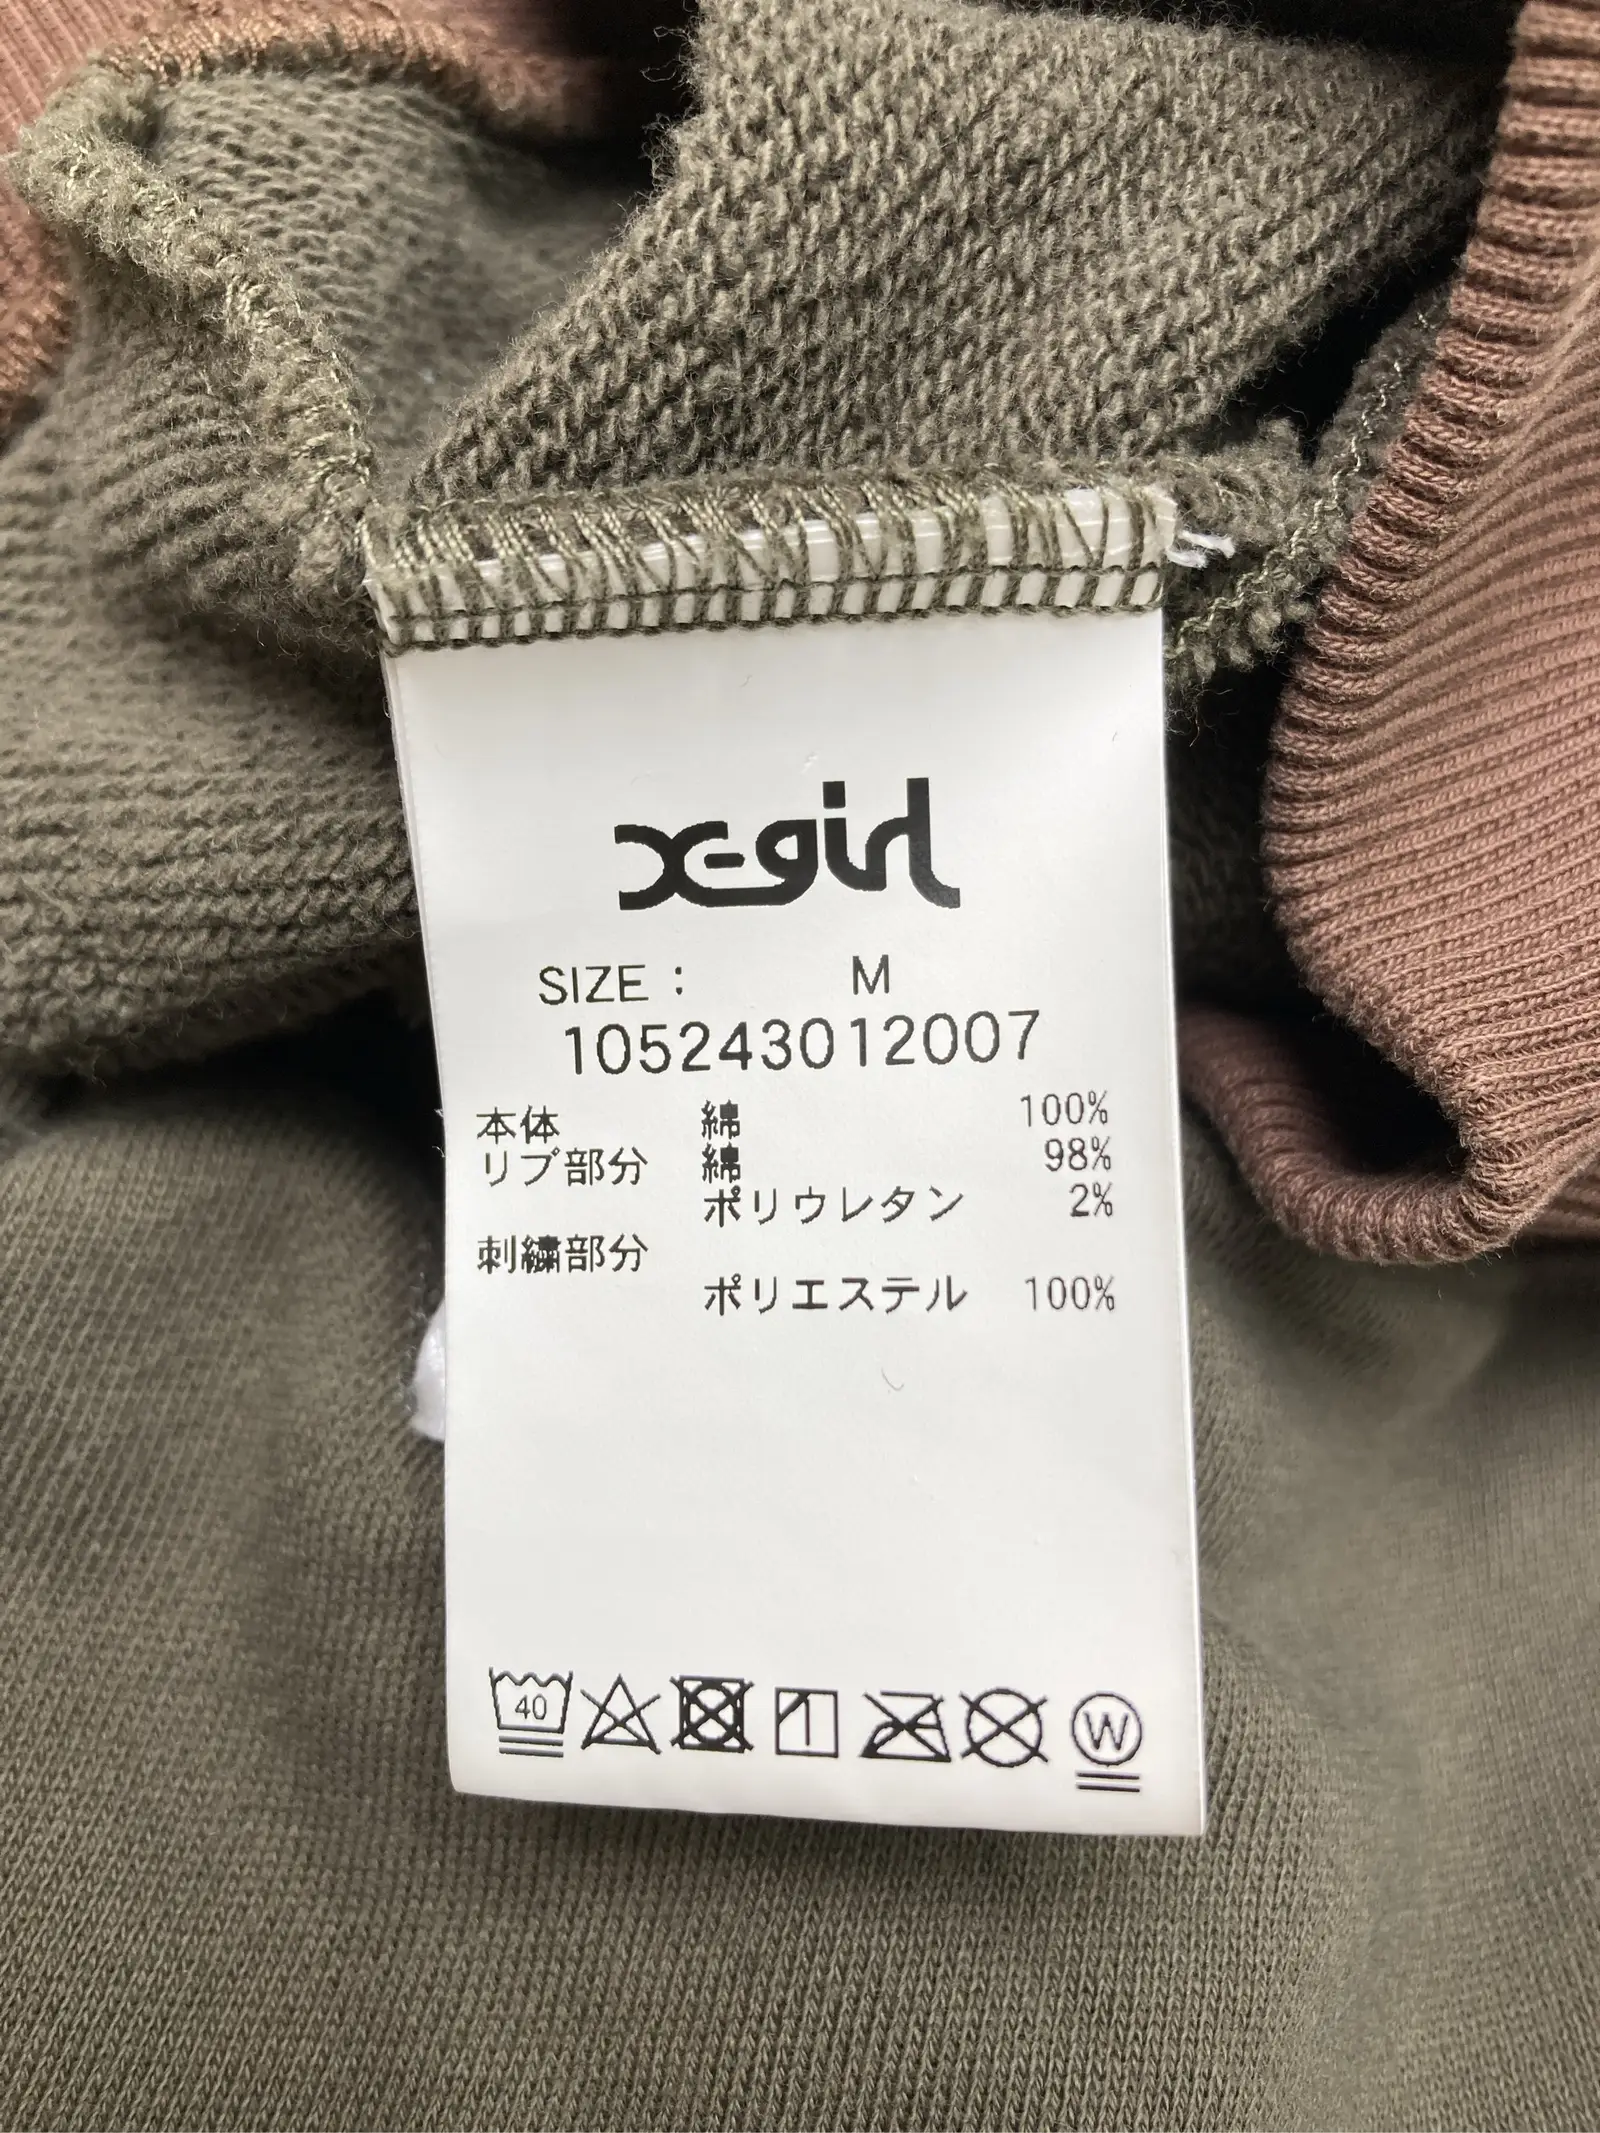 X-girl
SIZE : M
105243012007
本体 綿 100%
リブ部分 綿 98%
ポリウレタン 2%
刺繍部分
ポリエステル 100%
40 W